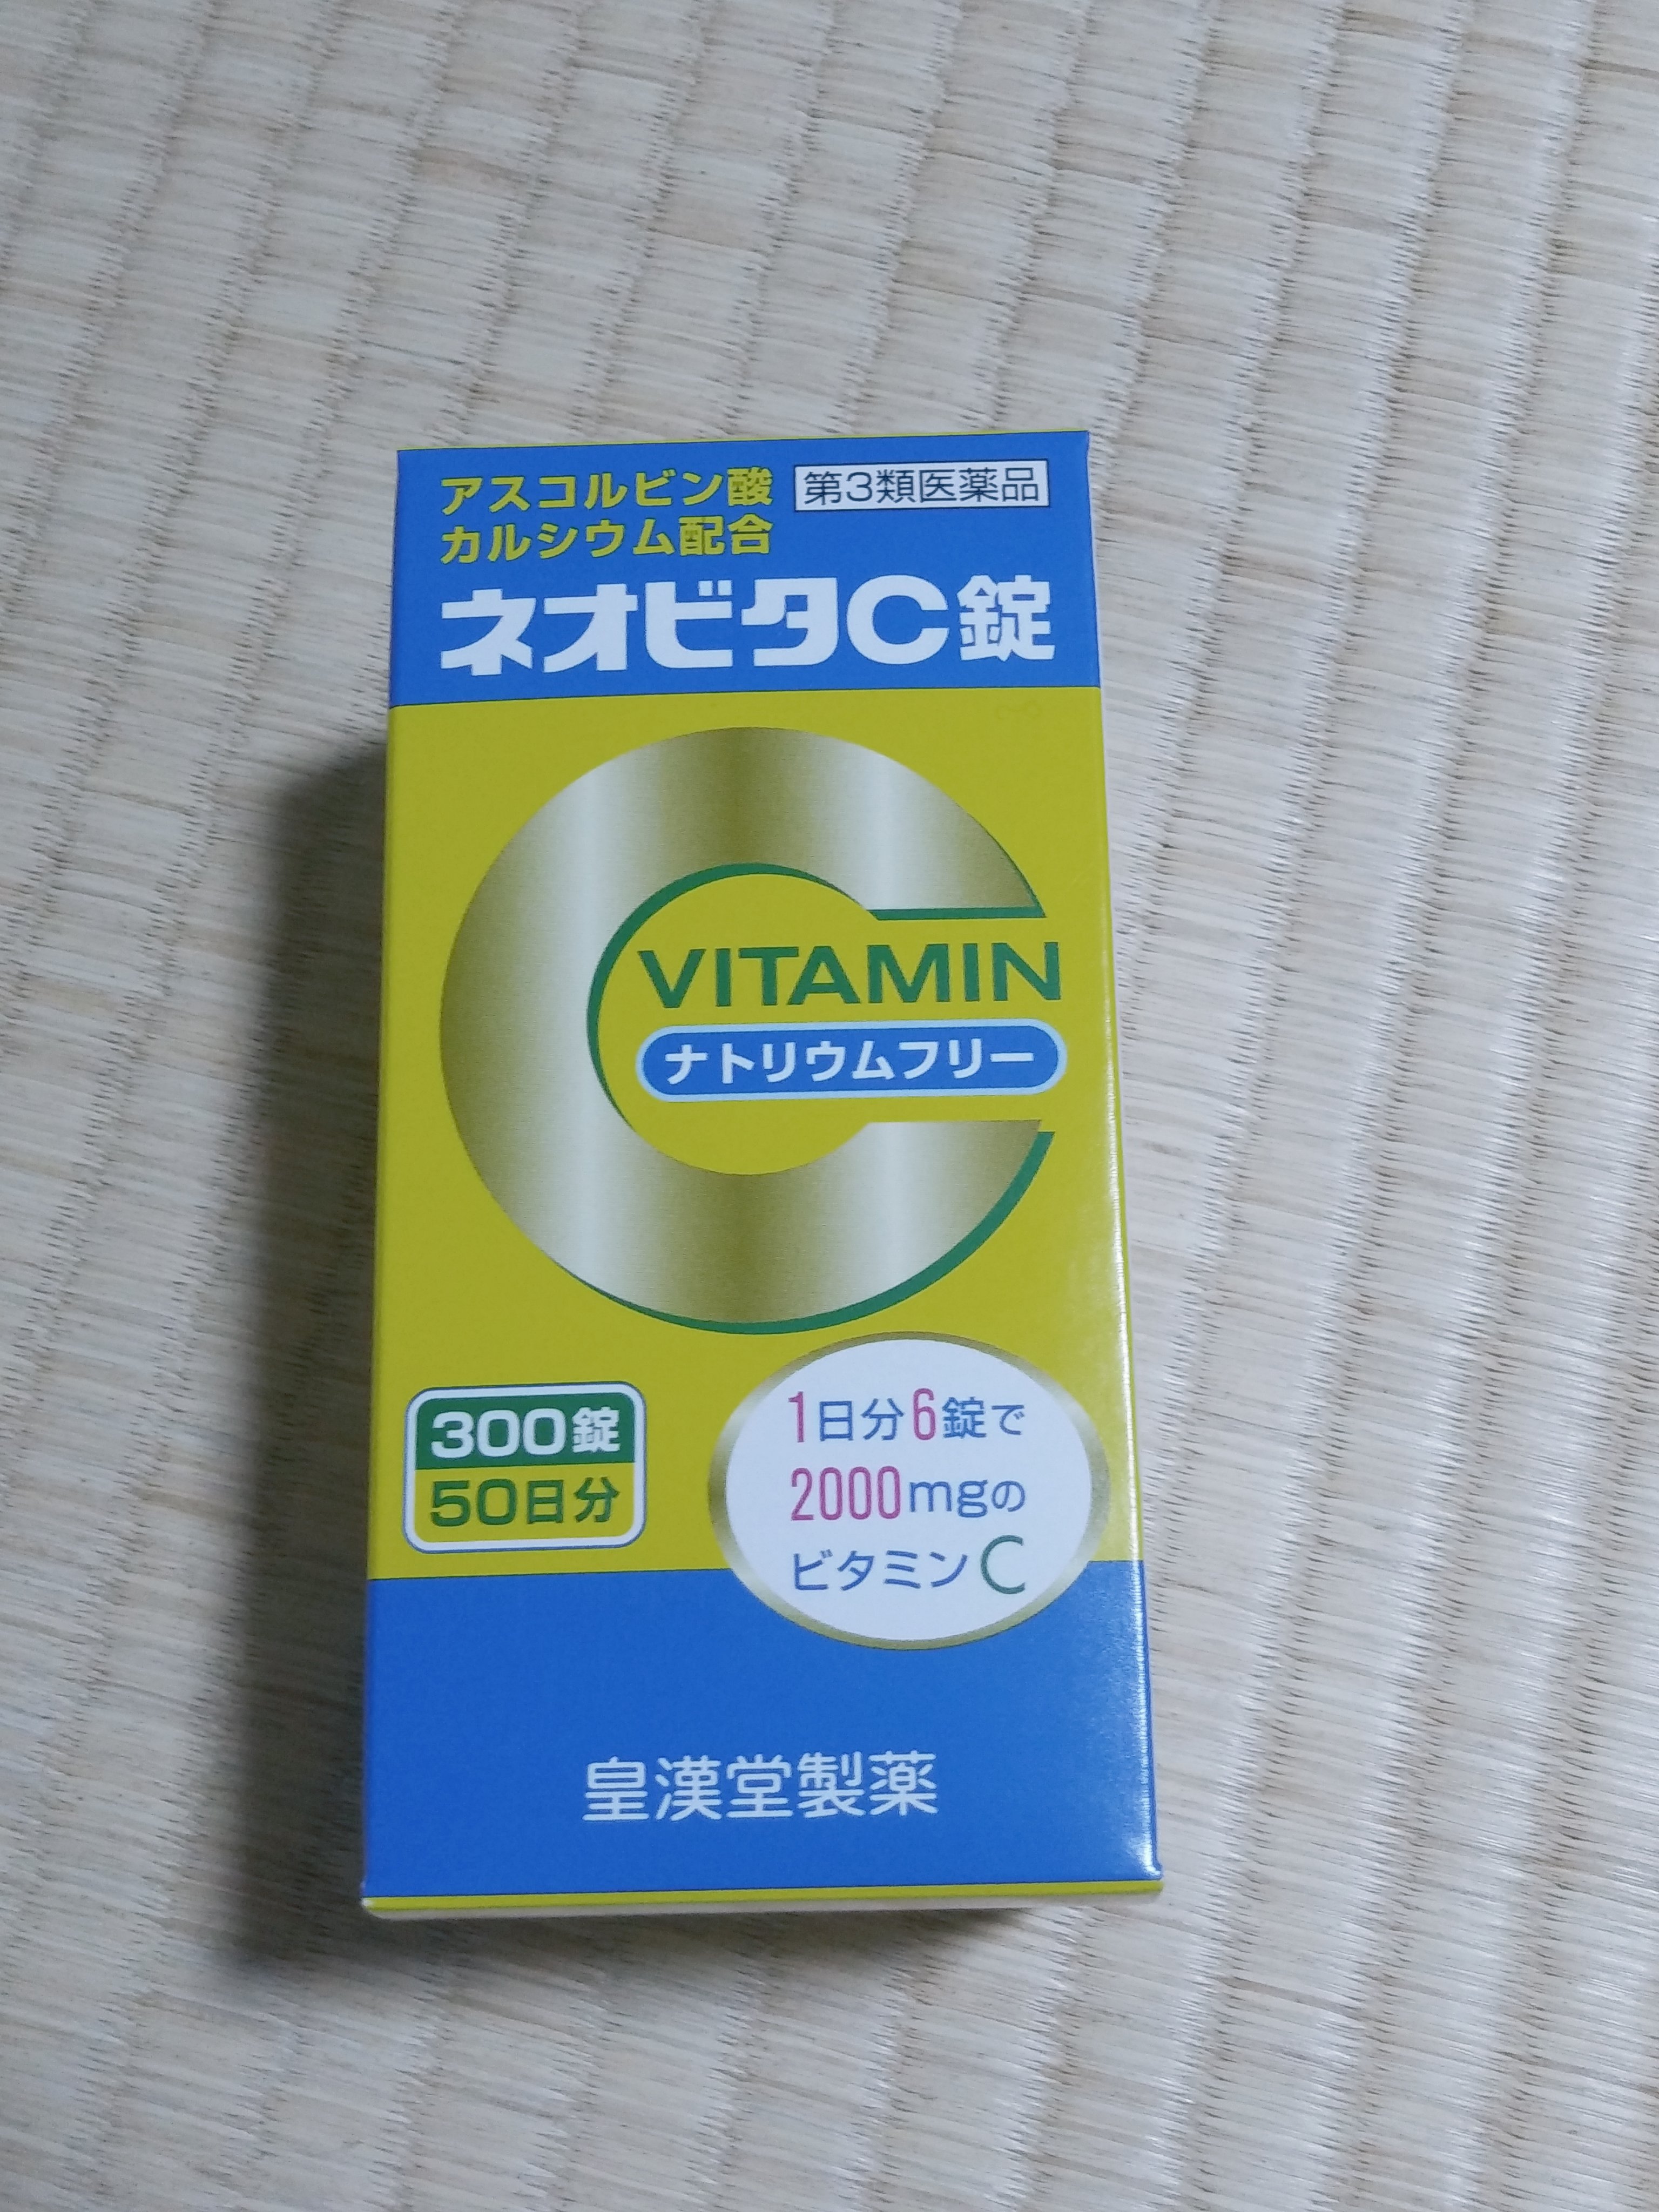 アスコルビン酸 第3類医薬品
カルシウム配合
ネオビタC錠
C
VITAMIN
ナトリウムフリー
300錠
50日分
1日分6錠で
2000mgの
ビタミンC
皇漢堂製薬